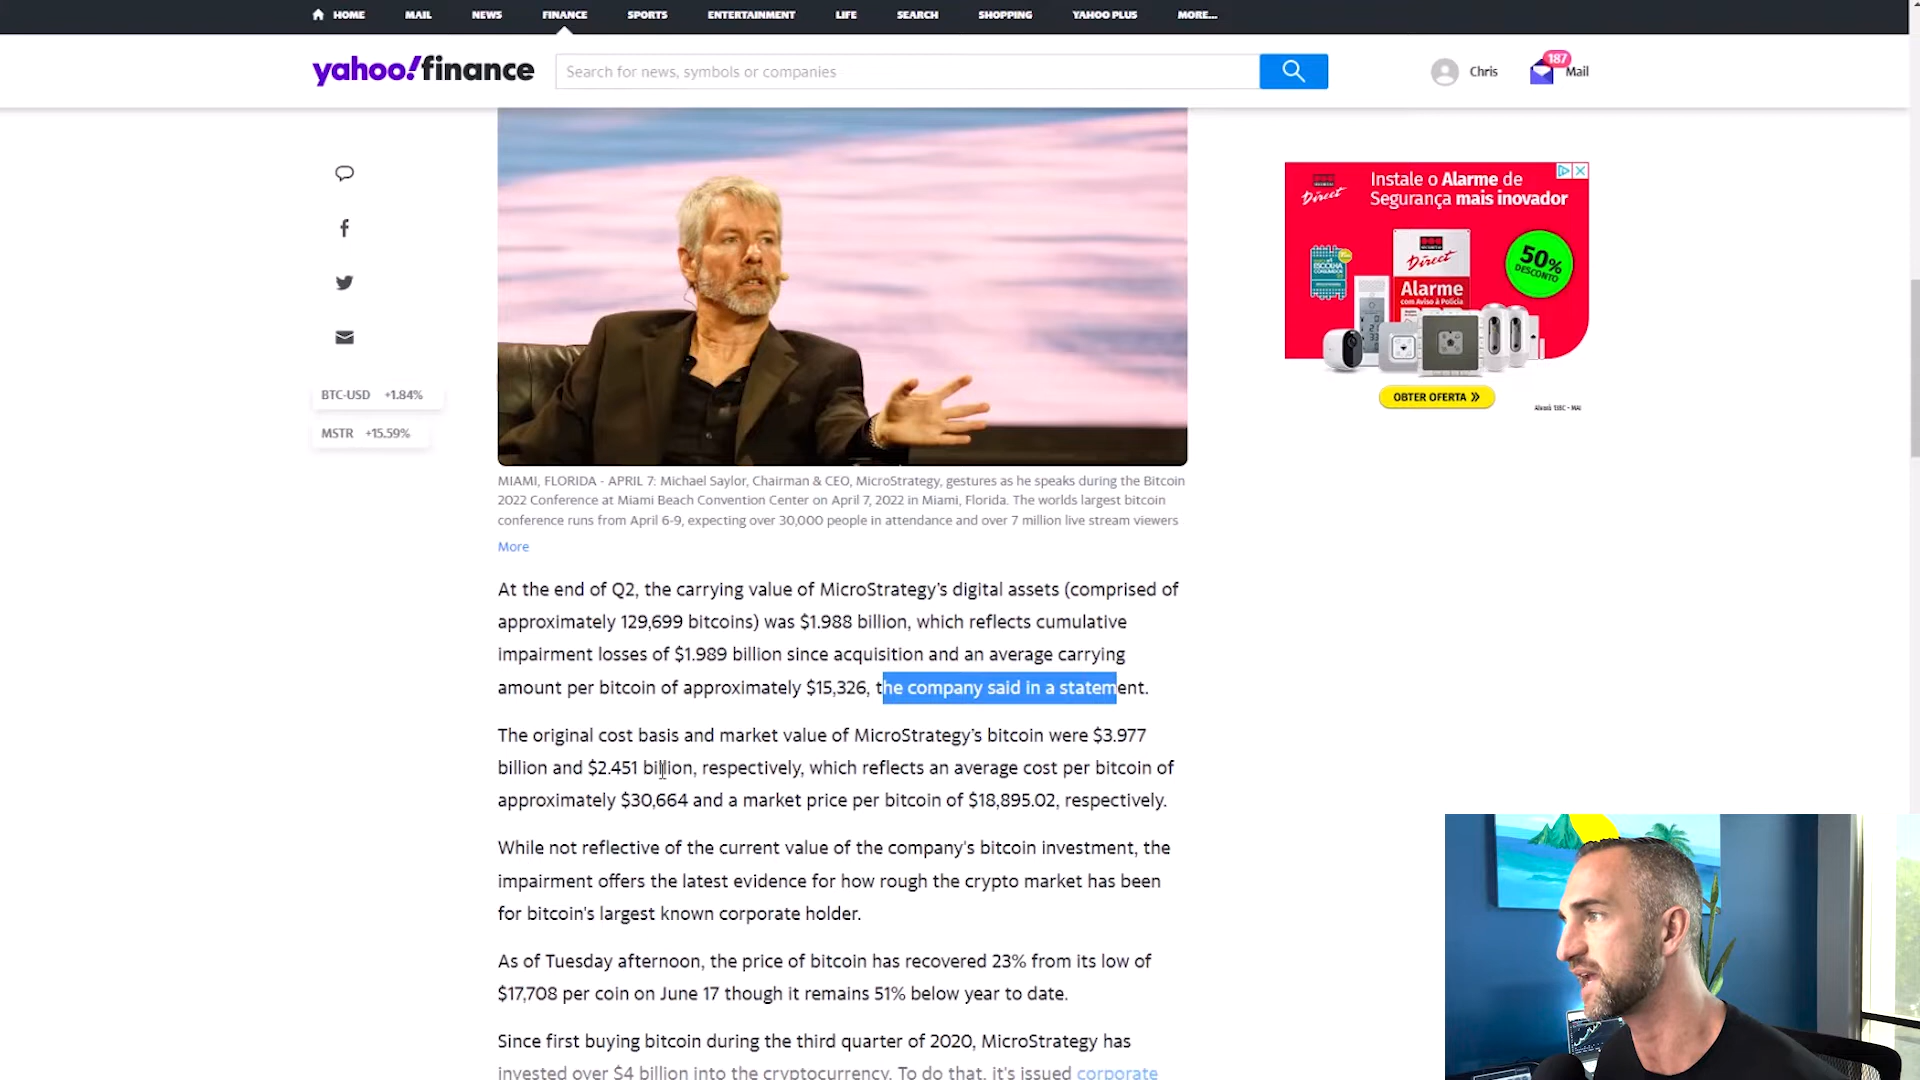 HOME MAIL NEWS FINANCE SPORTS ENTERTAINMENT LIFE SEARCH SHOPPING YAHOO PLUS MORE...
yahoo!finance
Search for news, symbols or companies
Chris
187
Mail
BTC-USD +1.84%
MSTR +15.59%
MIAMI, FLORIDA - APRIL 7: Michael Saylor, Chairman & CEO, MicroStrategy, gestures as he speaks during the Bitcoin
2022 Conference at Miami Beach Convention Center on April 7, 2022 in Miami, Florida. The worlds largest bitcoin
conference runs from April 6-9, expecting over 30,000 people in attendance and over 7 million live stream viewers
More
At the end of Q2, the carrying value of MicroStrategy's digital assets (comprised of
approximately 129,699 bitcoins) was $1.988 billion, which reflects cumulative
impairment losses of $1.989 billion since acquisition and an average carrying
amount per bitcoin of approximately $15,326, the company said in a statement.
The original cost basis and market value of MicroStrategy's bitcoin were $3.977
billion and $2.451 billion, respectively, which reflects an average cost per bitcoin of
approximately $30,664 and a market price per bitcoin of $18,895.02, respectively.
While not reflective of the current value of the company's bitcoin investment, the
impairment offers the latest evidence for how rough the crypto market has been
for bitcoin's largest known corporate holder.
As of Tuesday afternoon, the price of bitcoin has recovered 23% from its low of
$17,708 per coin on June 17 though it remains 51% below year to date.
Since first buying bitcoin during the third quarter of 2020, MicroStrategy has
invested over $4 billion into the cryptocurrency. To do that, it's issued corporate
Direct
Instale o Alarme de
Segurança mais inovador
ESCOLHA
Direct
Alarme
com Aviso à Polícia
50%
DESCONTO
OBTER OFERTA »